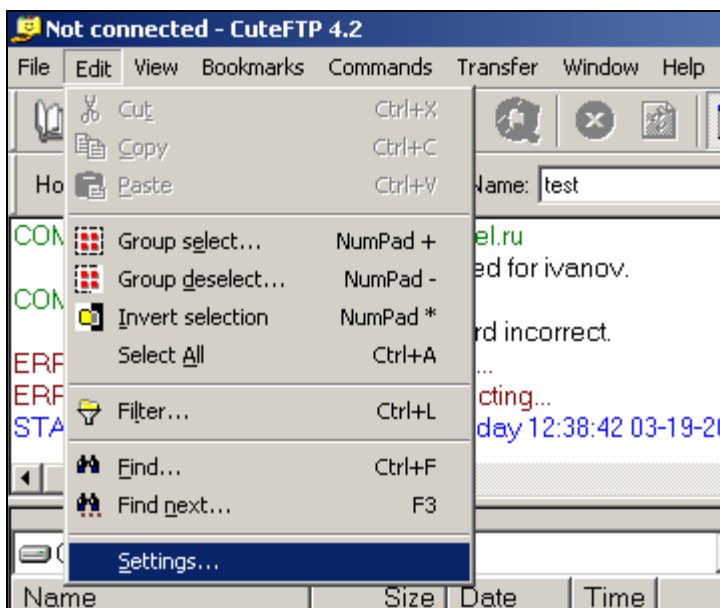 Not connected - CuteFTP 4.2
File Edit View Bookmarks Commands Transfer Window Help
Cut Ctrl+X
Copy Ctrl+C
Paste Ctrl+V
Name: test
el.ru
Group select... NumPad +
ed for ivanov.
Group deselect... NumPad -
Invert selection NumPad *
rd incorrect.
Select All Ctrl+A
...
Filter... Ctrl+L
cting...
day 12:38:42 03-19-20
Find... Ctrl+F
Find next... F3
Settings...
Name Size Date Time